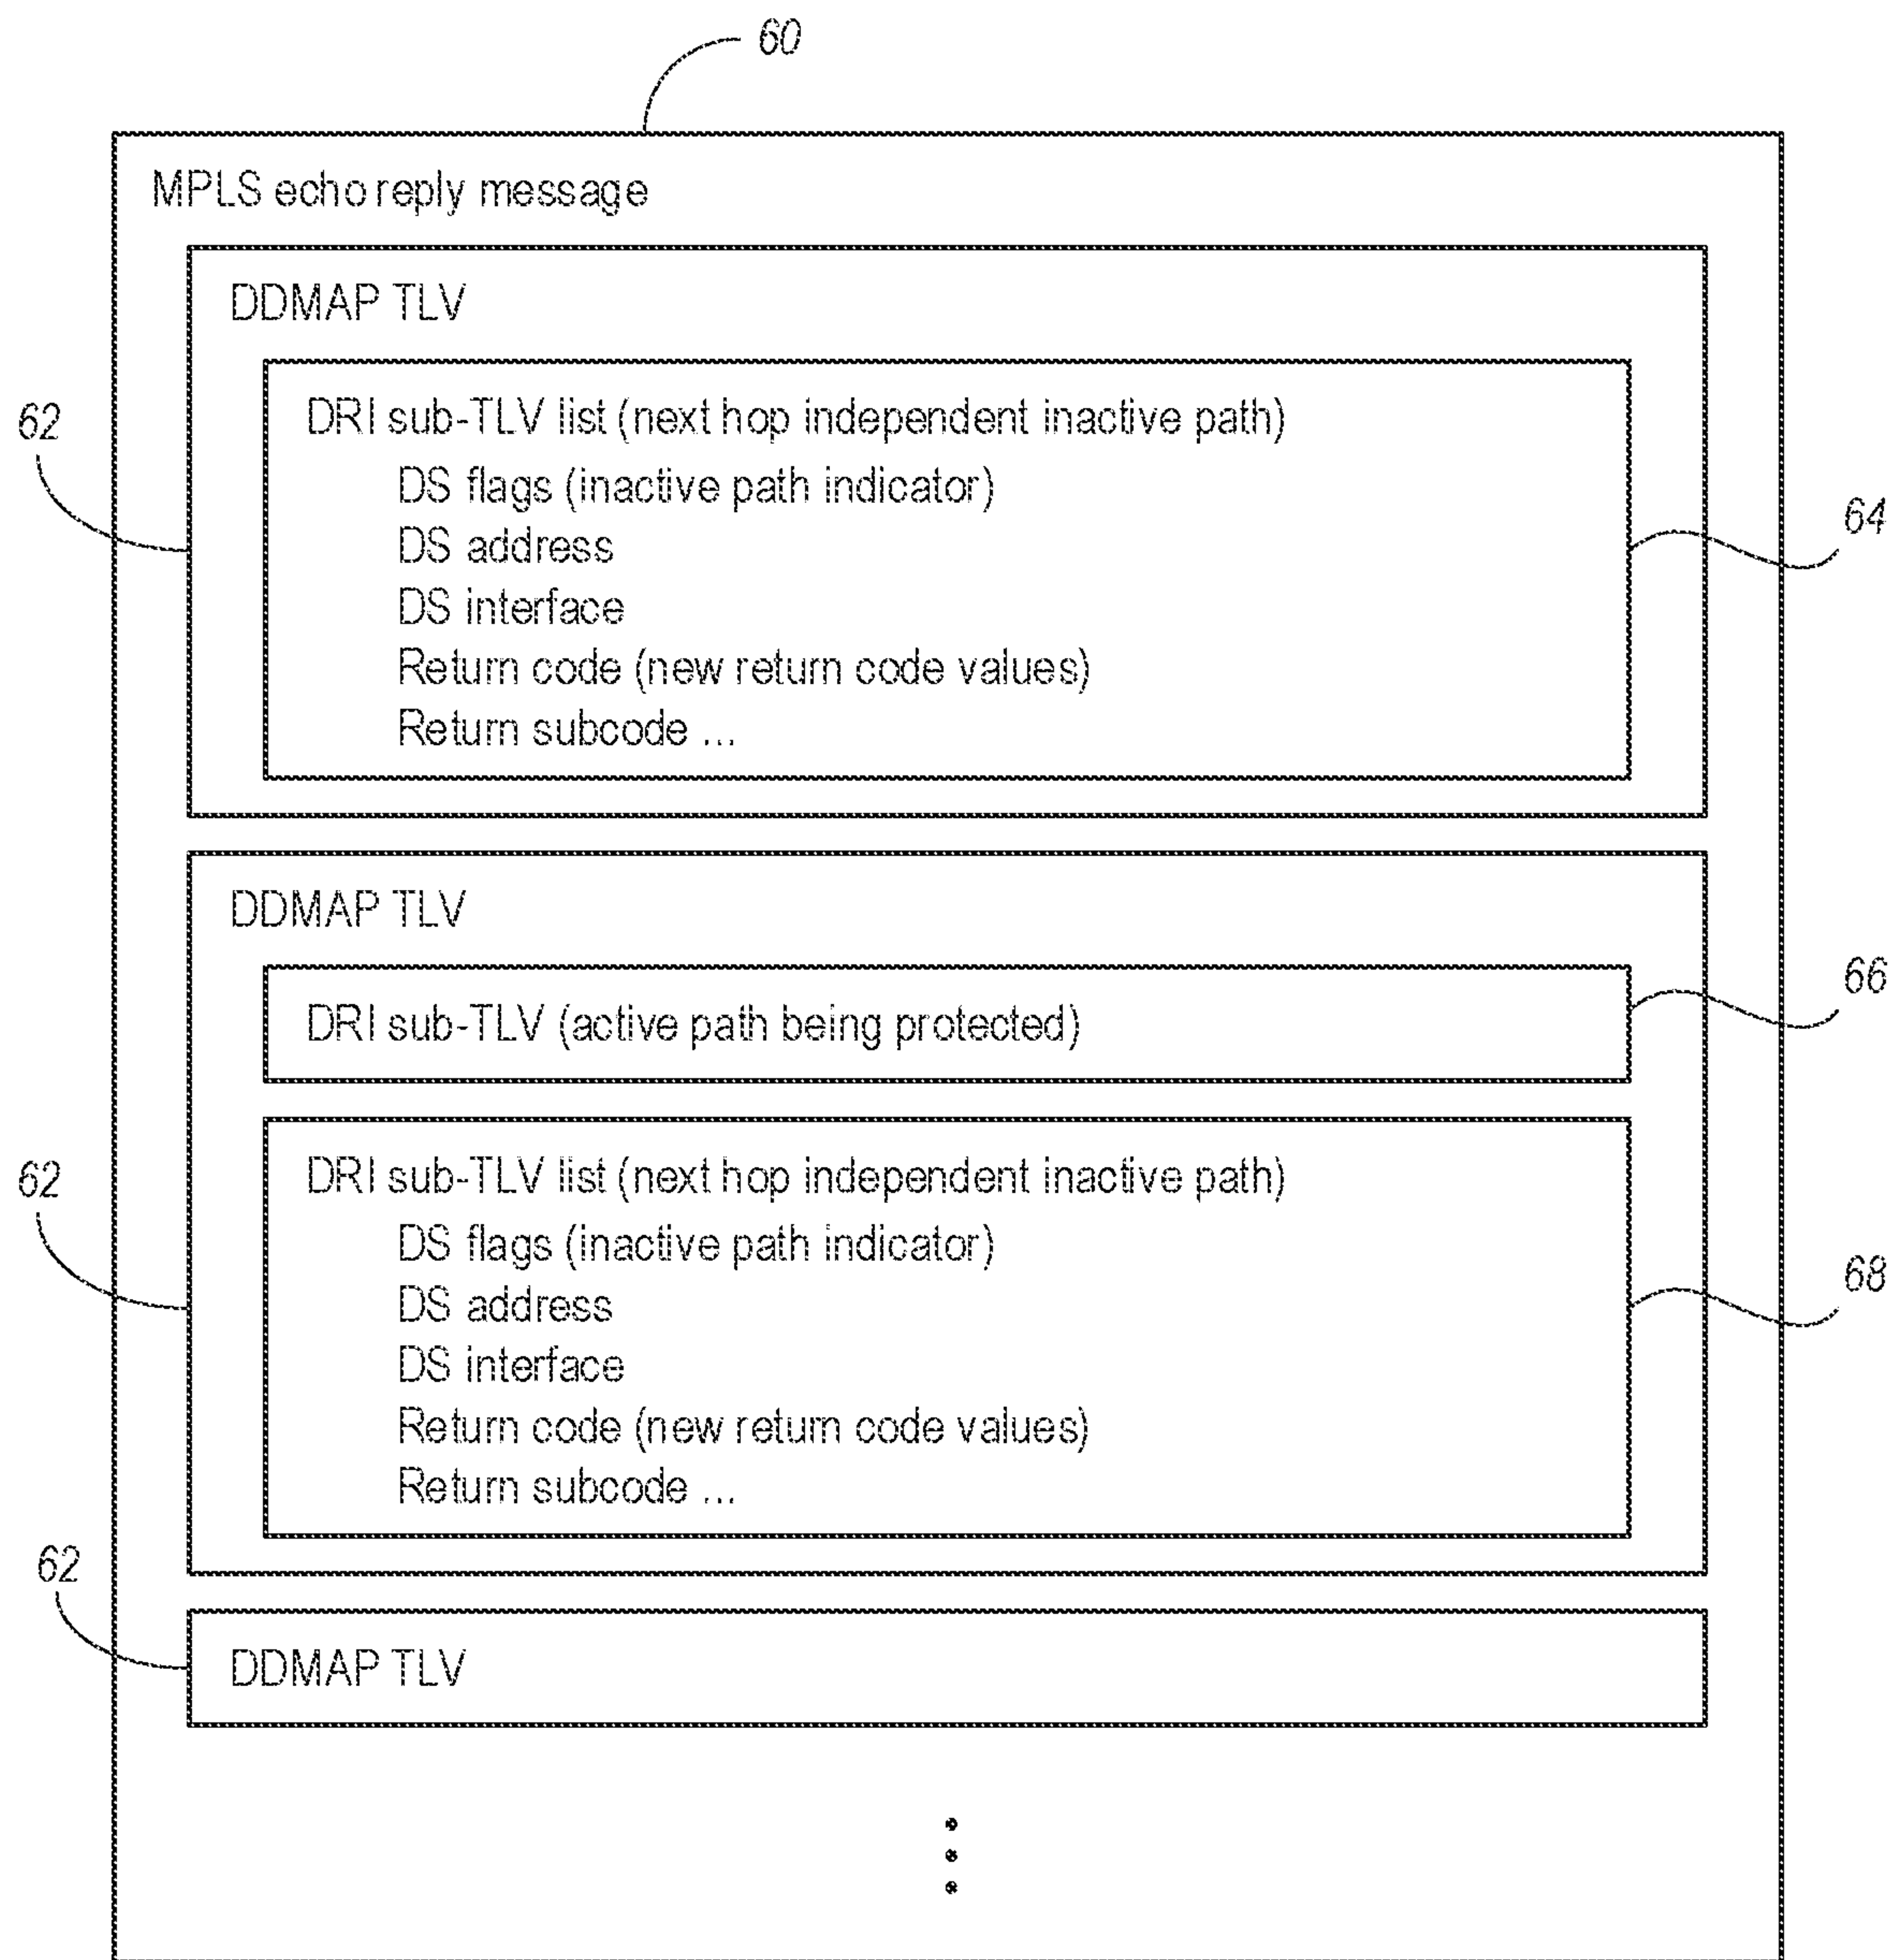 60
MPLS echo reply message
DDMAP TLV
62
DRI sub-TLV list (next hop independent inactive path)
DS flags (inactive path indicator)
DS address
DS interface
Return code (new return code values)
Return subcode ...
64
DDMAP TLV
DRI sub-TLV (active path being protected)
66
62
DRI sub-TLV list (next hop independent inactive path)
DS flags (inactive path indicator)
DS address
DS interface
Return code (new return code values)
Return subcode ...
68
62
DDMAP TLV